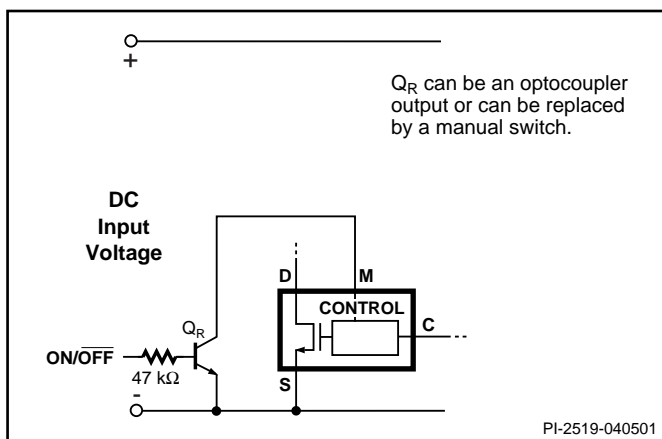 +
QR can be an optocoupler
output or can be replaced
by a manual switch.
DC
Input
Voltage
D
M
CONTROL
C
QR
ON/OFF
47 kΩ
S
-
PI-2519-040501